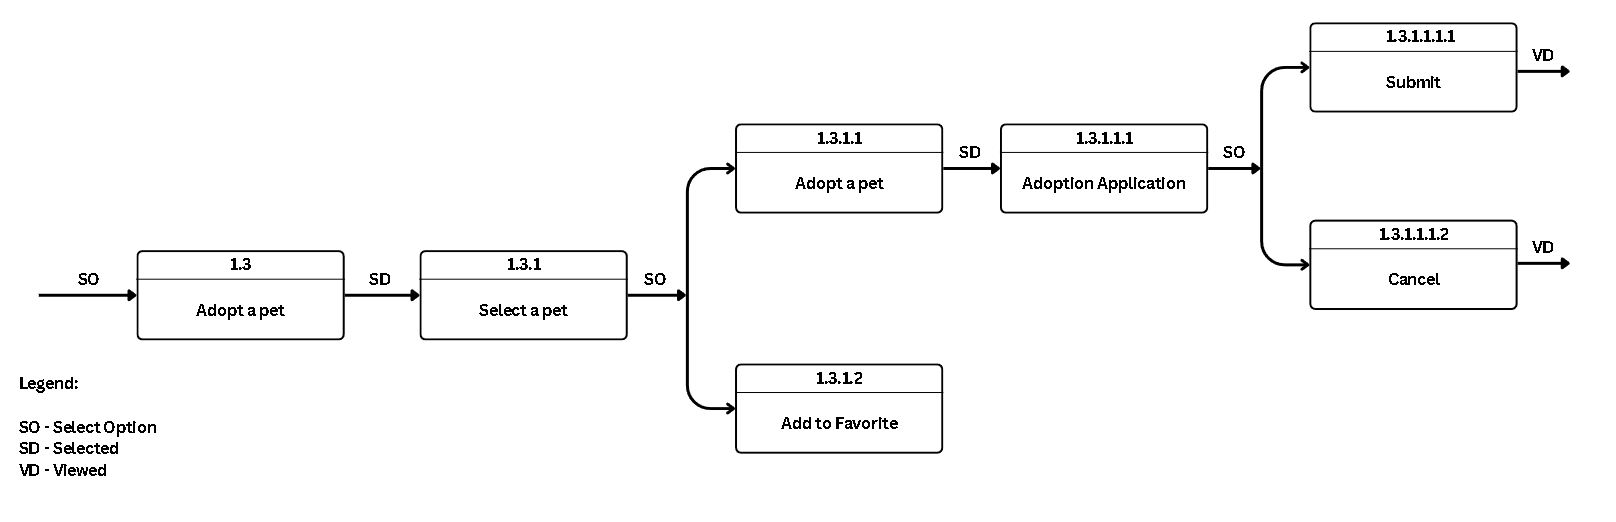 1.3.1.1.1.1
VD
Submit
1.3.1.1
SD
1.3.1.1.1
SO
Adopt a pet
Adoption Application
1.3.1.1.1.2
VD
Cancel
SO
1.3
SD
1.3.1
SO
Adopt a pet
Select a pet
1.3.1.2
Add to Favorite
Legend:
SO - Select Option
SD - Selected
VD - Viewed